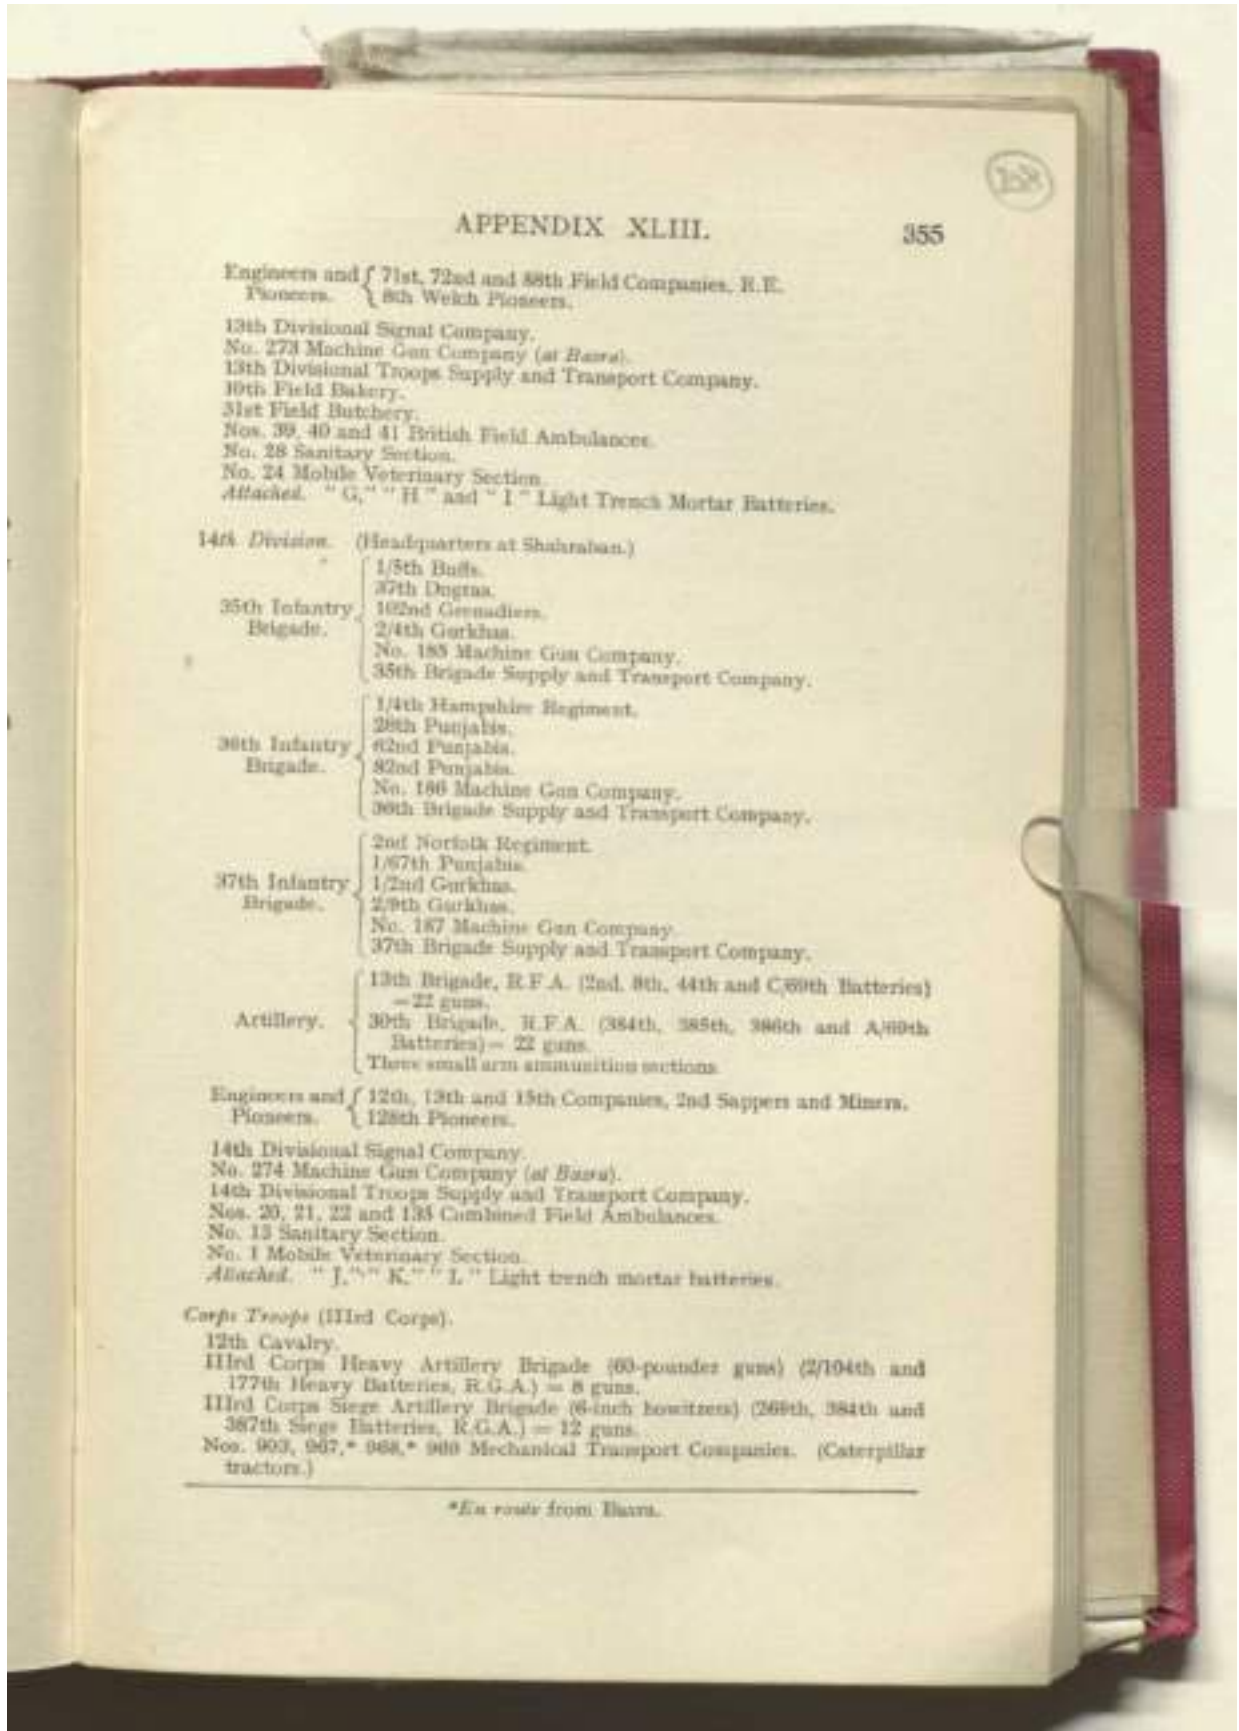 APPENDIX XLIII. 355
Engineers and { 71st, 72nd and 88th Field Companies, R.E.
Pioneers. { 8th Welch Pioneers.
13th Divisional Signal Company.
No. 273 Machine Gun Company (at Basra).
13th Divisional Troops Supply and Transport Company.
Field Bakery.
31st Field Butchery.
Nos. 39, 40 and 41 British Field Ambulances.
No. 28 Sanitary Section.
No. 24 Mobile Veterinary Section.
Attached. "G," "H" and "I" Light Trench Mortar Batteries.
14th Division. (Headquarters at Shahraban.)
1/5th Buffs.
37th Dogras.
35th Infantry 102nd Grenadiers.
Brigade. 2/4th Gurkhas.
No. 185 Machine Gun Company.
35th Brigade Supply and Transport Company.
1/4th Hampshire Regiment.
26th Punjabis.
36th Infantry 62nd Punjabis.
Brigade. 82nd Punjabis.
No. 186 Machine Gun Company.
36th Brigade Supply and Transport Company.
2nd Norfolk Regiment.
1/67th Punjabis.
37th Infantry 1/2nd Gurkhas.
Brigade. 2/9th Gurkhas.
No. 187 Machine Gun Company.
37th Brigade Supply and Transport Company.
13th Brigade, R.F.A. (2nd, 8th, 44th and C/69th Batteries)
=22 guns.
Artillery. 30th Brigade, R.F.A. (384th, 385th, 386th and A/69th
Batteries)= 22 guns.
Three small arm ammunition sections.
Engineers and { 12th, 13th and 15th Companies, 2nd Sappers and Miners.
Pioneers. { 128th Pioneers.
14th Divisional Signal Company.
No. 274 Machine Gun Company (at Basra).
14th Divisional Troops Supply and Transport Company.
Nos. 20, 21, 22 and 135 Combined Field Ambulances.
No. 13 Sanitary Section.
No. 1 Mobile Veterinary Section.
Attached. "J," "K," "L" Light trench mortar batteries.
Corps Troops (IIIrd Corps).
12th Cavalry.
IIIrd Corps Heavy Artillery Brigade (60-pounder guns) (2/104th and
177th Heavy Batteries, R.G.A.) = 8 guns.
IIIrd Corps Siege Artillery Brigade (6-inch howitzers) (269th, 384th and
387th Siege Batteries, R.G.A.) = 12 guns.
Nos. 903, 967,* 968,* 969 Mechanical Transport Companies. (Caterpillar
tractors.)
*En route from Basra.